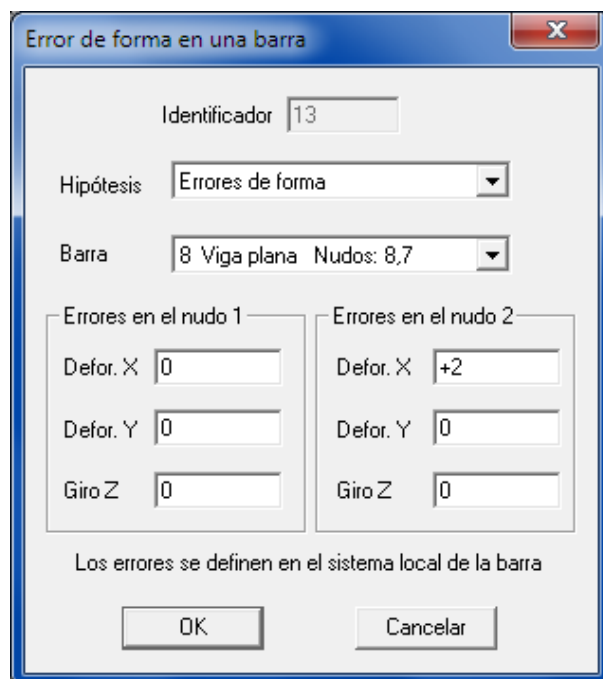 Error de forma en una barra
x
Identificador 13
Hipótesis Errores de forma
Barra 8 Viga plana Nudos: 8,7
Errores en el nudo 1 Errores en el nudo 2
Defor. X 0 Defor. X +2
Defor. Y 0 Defor. Y 0
Giro Z 0 Giro Z 0
Los errores se definen en el sistema local de la barra
OK Cancelar